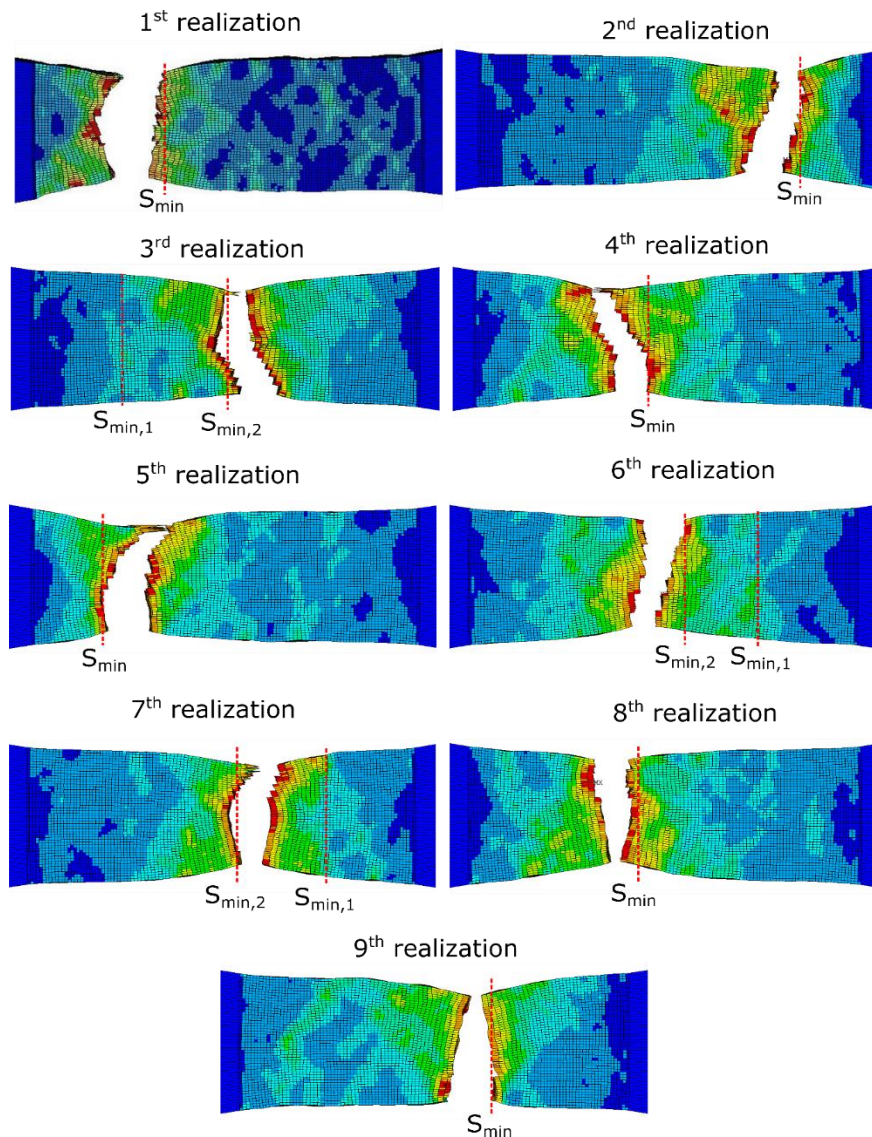 1st realization
2nd realization
Smin
Smin
3rd realization
4th realization
Smin,1 Smin,2
Smin
5th realization
6th realization
Smin
Smin,2 Smin,1
7th realization
8th realization
Smin,2 Smin,1
Smin
9th realization
Smin